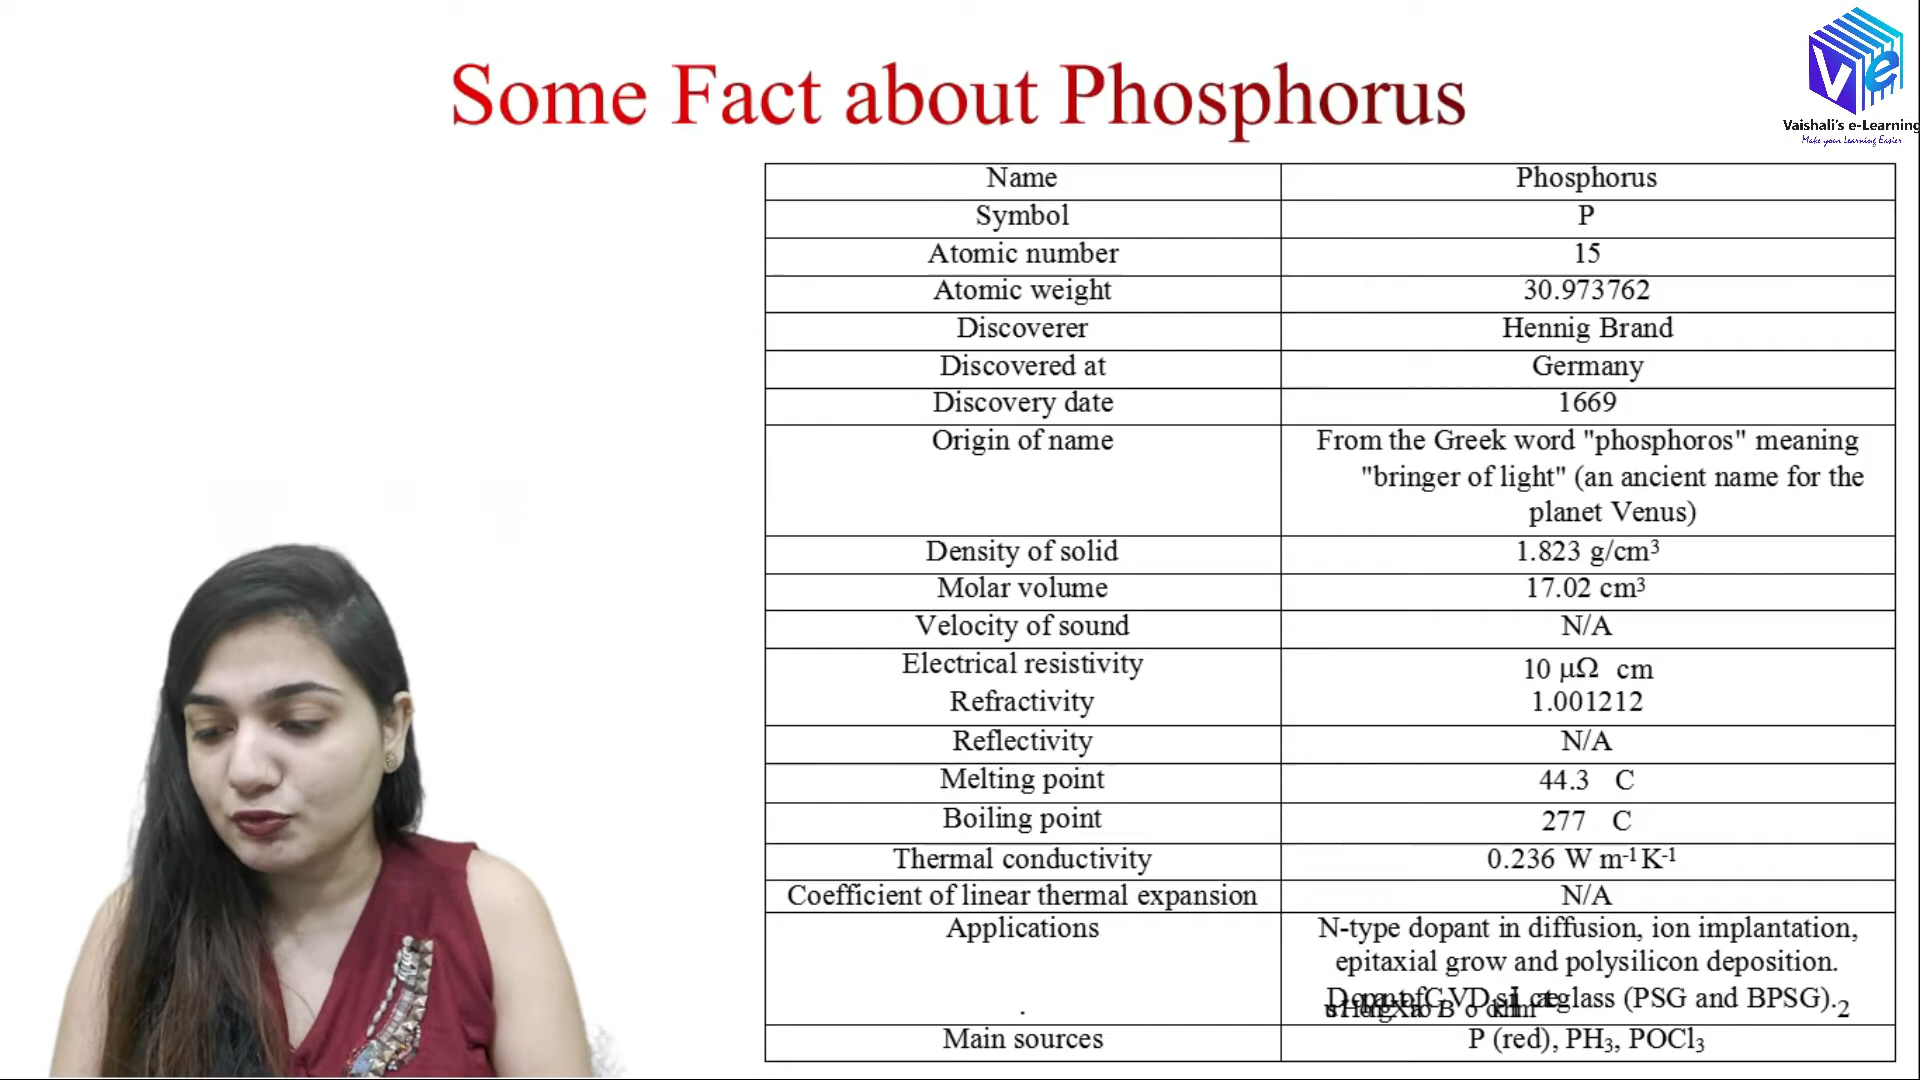 Some Fact about Phosphorus
Vaishali's e-Learning
Make your Learning Easier
Name Phosphorus
Symbol P
Atomic number 15
Atomic weight 30.973762
Discoverer Hennig Brand
Discovered at Germany
Discovery date 1669
Origin of name From the Greek word "phosphoros" meaning
"bringer of light" (an ancient name for the
planet Venus)
Density of solid 1.823 g/cm³
Molar volume 17.02 cm³
Velocity of sound N/A
Electrical resistivity 10 μΩ cm
Refractivity 1.001212
Reflectivity N/A
Melting point 44.3 C
Boiling point 277 C
Thermal conductivity 0.236 W m⁻¹ K⁻¹
Coefficient of linear thermal expansion N/A
Applications N-type dopant in diffusion, ion implantation,
epitaxial grow and polysilicon deposition.
glass (PSG and BPSG).
Main sources P (red), PH₃, POCl₃